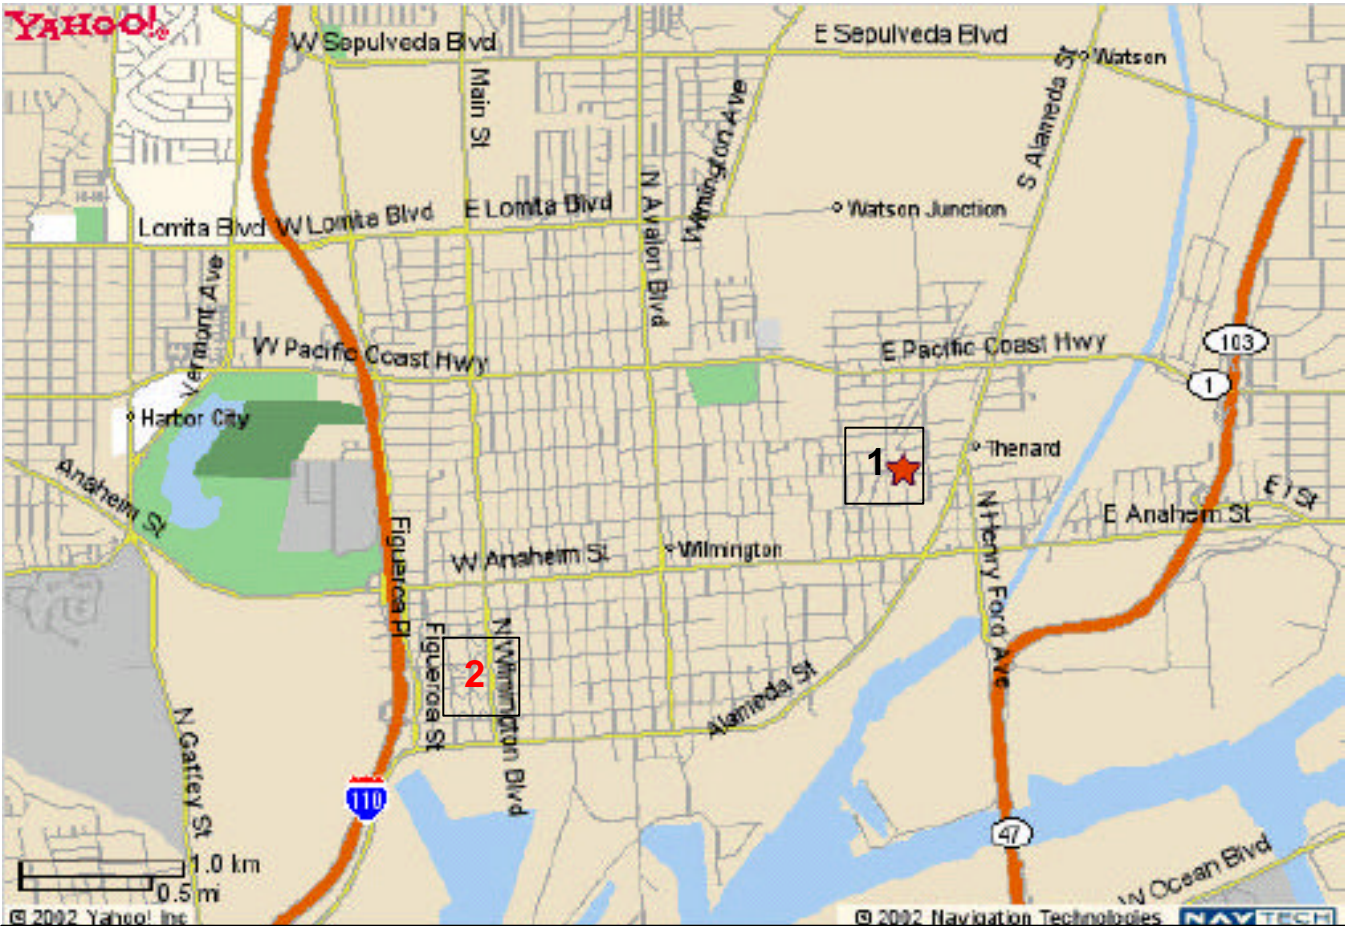 YAHOO!®
W Sepulveda Blvd
E Sepulveda Blvd
Watson
Main St
Wilmington Ave
S Alameda St
N Avalon Blvd
Lomita Blvd
W Lomita Blvd
E Lomita Blvd
Watson Junction
Vermont Ave
W Pacific Coast Hwy
E Pacific Coast Hwy
103
1
Harbor City
Anaheim St
1
Thenard
N Henry Ford Ave
E I St
E Anaheim St
Figueroa Pl
W Anaheim St
Wilmington
Figueroa St
2
N Wilmington Blvd
Alameda St
N Gaffey St
110
47
W Ocean Blvd
1.0 km
0.5 mi
© 2002 Yahoo! Inc
© 2002 Navigation Technologies
NAVTECH